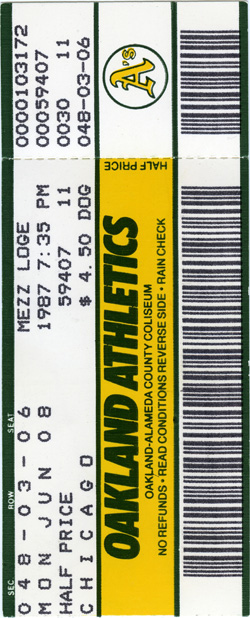 SEC ROW SEAT
048-03-06 MEZZ LOGE 0000103172
MON JUN 08 1987 7:35 PM 00059407
HALF PRICE 59407 11 0030 11
CHICAGO $ 4.50 DOG 048-03-06
A's
HALF PRICE
OAKLAND ATHLETICS
OAKLAND-ALAMEDA COUNTY COLISEUM
NO REFUNDS • READ CONDITIONS REVERSE SIDE • RAIN CHECK